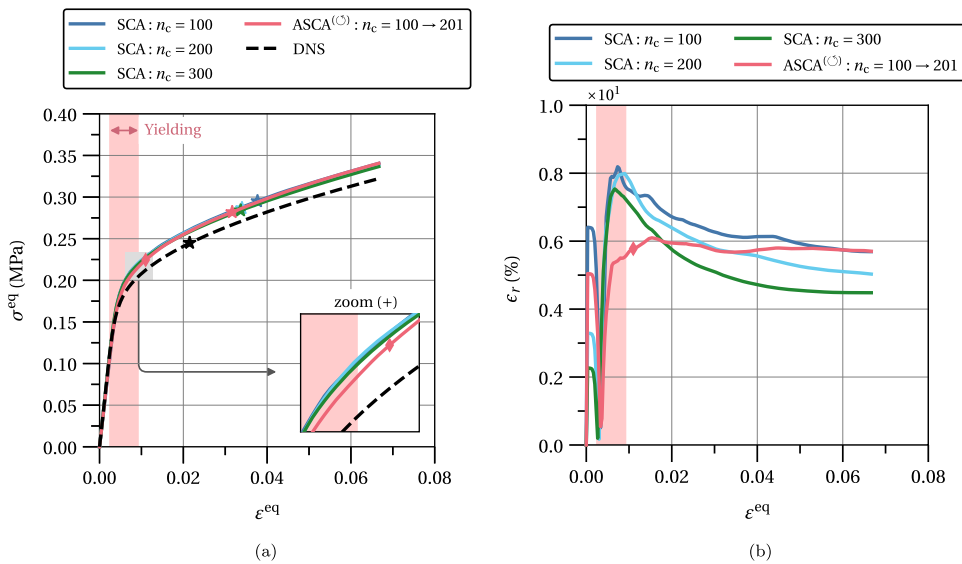 SCA : n_c = 100
SCA : n_c = 200
SCA : n_c = 300
ASCA^(↺) : n_c = 100 → 201
DNS
0.40
0.35
0.30
0.25
0.20
0.15
0.10
0.05
0.00
σ^eq (MPa)
Yielding
zoom (+)
0.00 0.02 0.04 0.06 0.08
ε^eq
(a)
SCA : n_c = 100
SCA : n_c = 200
SCA : n_c = 300
ASCA^(↺) : n_c = 100 → 201
×10^1
1.0
0.8
0.6
0.4
0.2
0.0
ϵ_r (%)
0.00 0.02 0.04 0.06 0.08
ε^eq
(b)